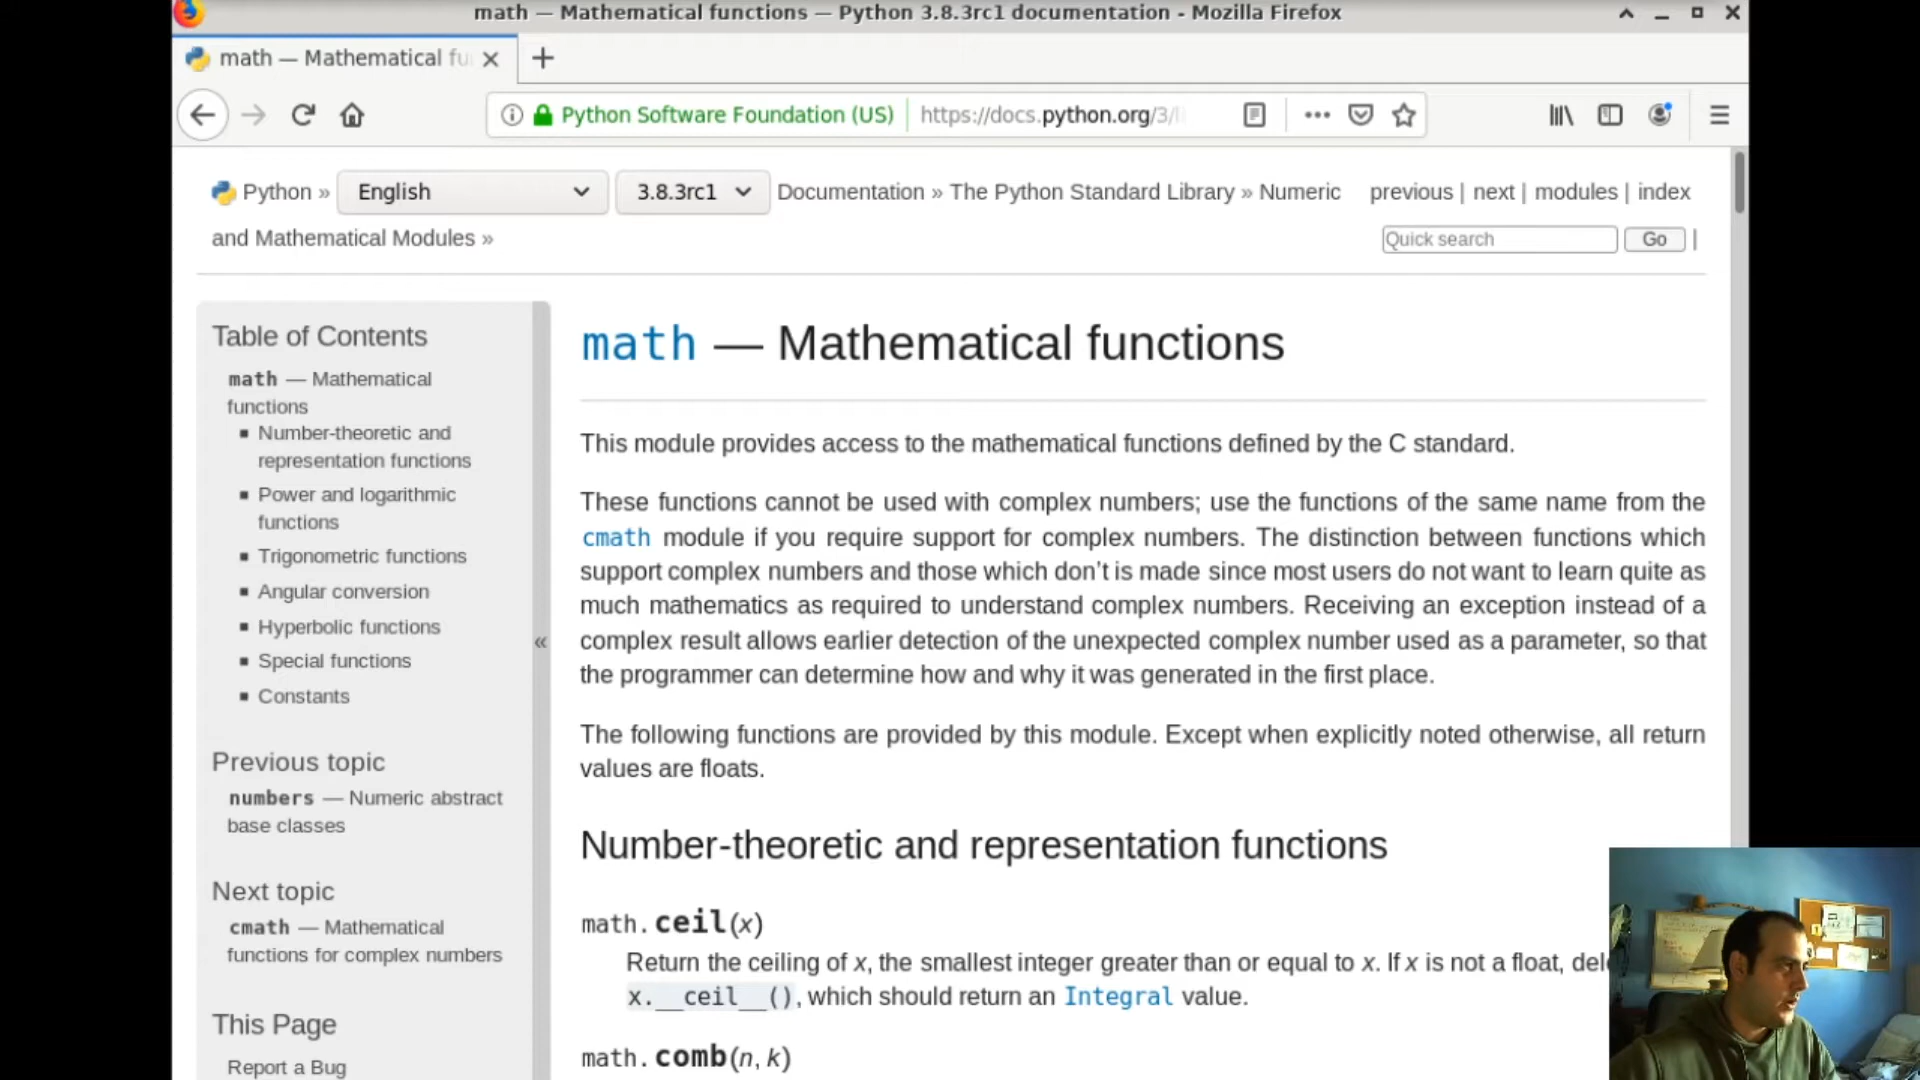 math — Mathematical functions — Python 3.8.3rc1 documentation - Mozilla Firefox
math — Mathematical fu
Python Software Foundation (US) https://docs.python.org/3/l
Python » English 3.8.3rc1 Documentation » The Python Standard Library » Numeric
and Mathematical Modules »
previous | next | modules | index
Quick search Go |
Table of Contents
math — Mathematical
functions
Number-theoretic and
representation functions
Power and logarithmic
functions
Trigonometric functions
Angular conversion
Hyperbolic functions
Special functions
Constants
Previous topic
numbers — Numeric abstract
base classes
Next topic
cmath — Mathematical
functions for complex numbers
This Page
Report a Bug
«
math — Mathematical functions
This module provides access to the mathematical functions defined by the C standard.
These functions cannot be used with complex numbers; use the functions of the same name from the
cmath module if you require support for complex numbers. The distinction between functions which
support complex numbers and those which don’t is made since most users do not want to learn quite as
much mathematics as required to understand complex numbers. Receiving an exception instead of a
complex result allows earlier detection of the unexpected complex number used as a parameter, so that
the programmer can determine how and why it was generated in the first place.
The following functions are provided by this module. Except when explicitly noted otherwise, all return
values are floats.
Number-theoretic and representation functions
math.ceil(x)
Return the ceiling of x, the smallest integer greater than or equal to x. If x is not a float, del
x.__ceil__(), which should return an Integral value.
math.comb(n, k)